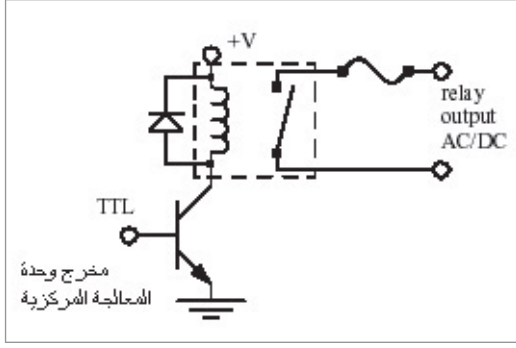 +V
relay
output
AC/DC
TTL
مخرج وحدة
المعالجة المركزية